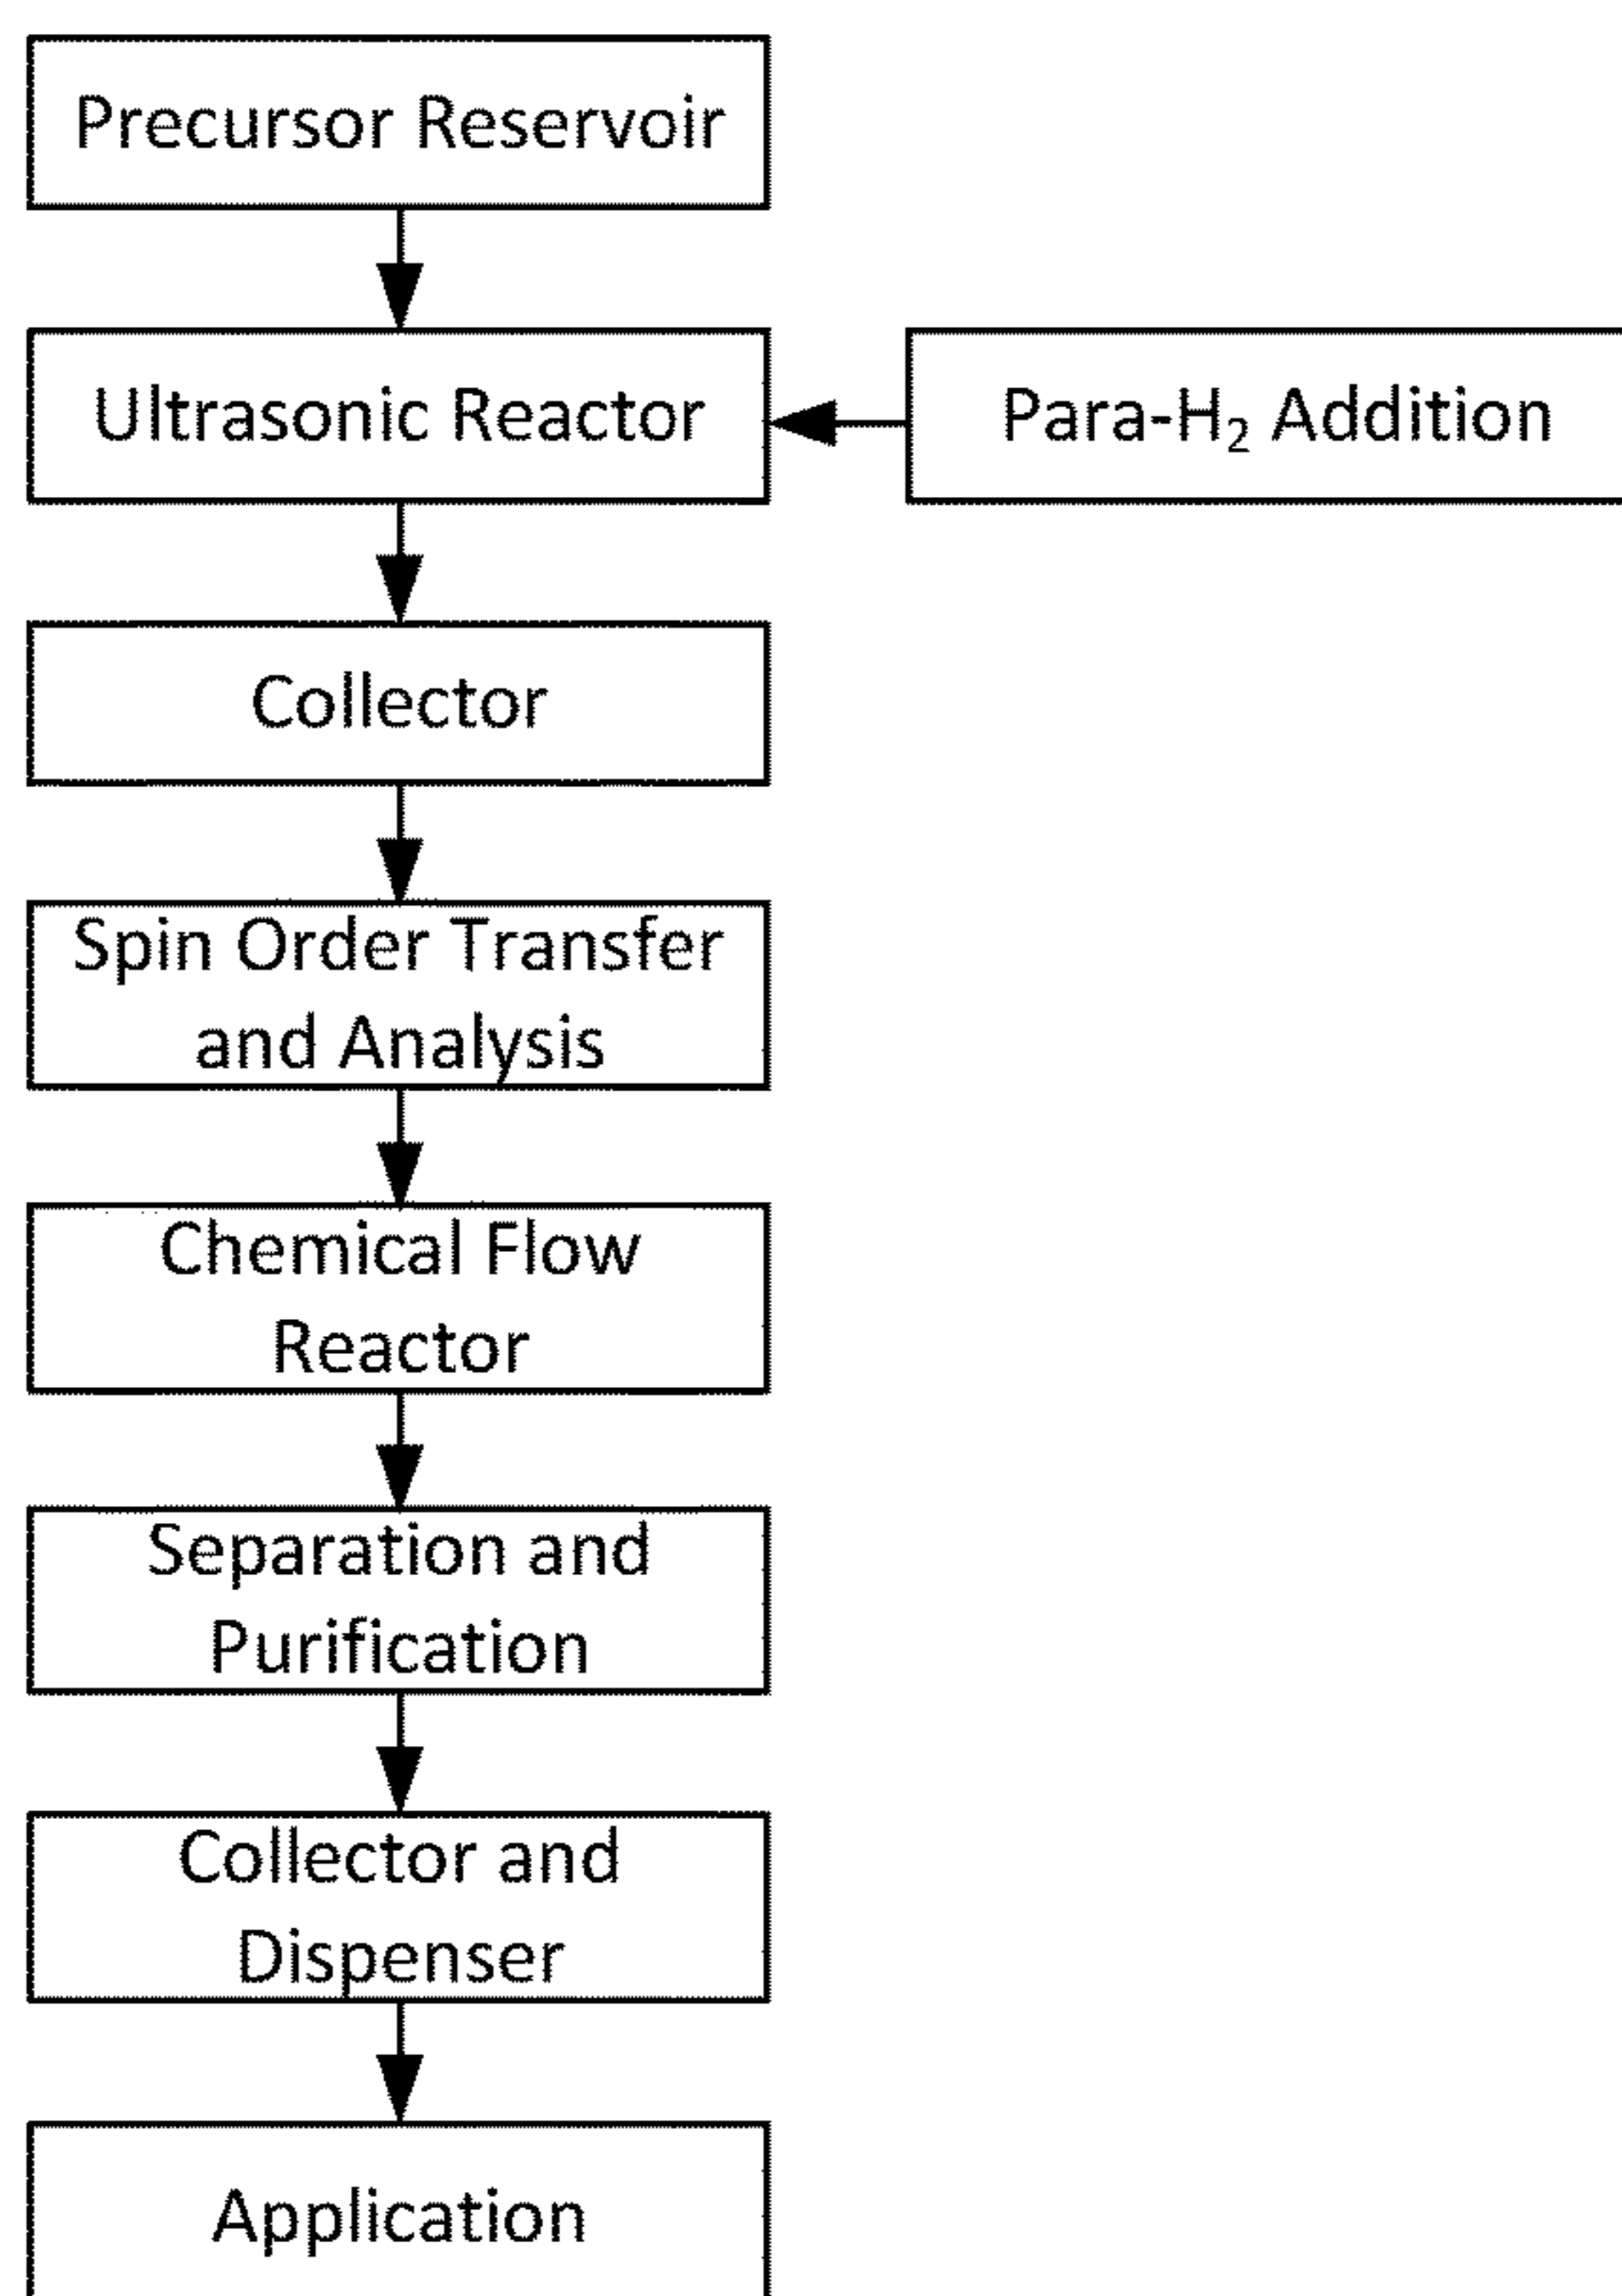 Precursor Reservoir
Ultrasonic Reactor
Para-H₂ Addition
Collector
Spin Order Transfer
and Analysis
Chemical Flow
Reactor
Separation and
Purification
Collector and
Dispenser
Application